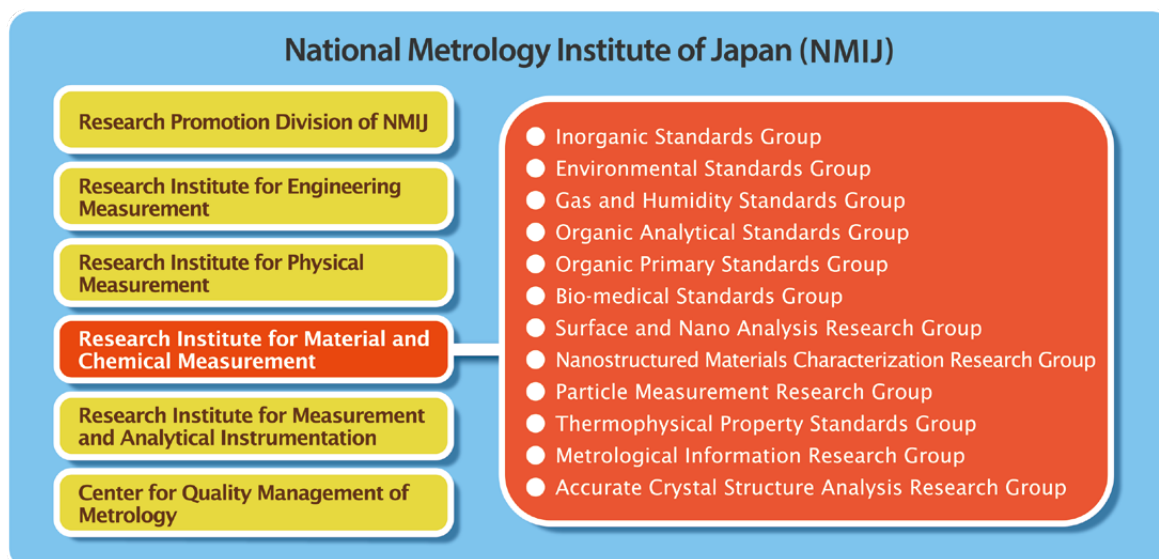 National Metrology Institute of Japan (NMIJ)
Research Promotion Division of NMIJ
Research Institute for Engineering
Measurement
Research Institute for Physical
Measurement
Research Institute for Material and
Chemical Measurement
Research Institute for Measurement
and Analytical Instrumentation
Center for Quality Management of
Metrology
Inorganic Standards Group
Environmental Standards Group
Gas and Humidity Standards Group
Organic Analytical Standards Group
Organic Primary Standards Group
Bio-medical Standards Group
Surface and Nano Analysis Research Group
Nanostructured Materials Characterization Research Group
Particle Measurement Research Group
Thermophysical Property Standards Group
Metrological Information Research Group
Accurate Crystal Structure Analysis Research Group